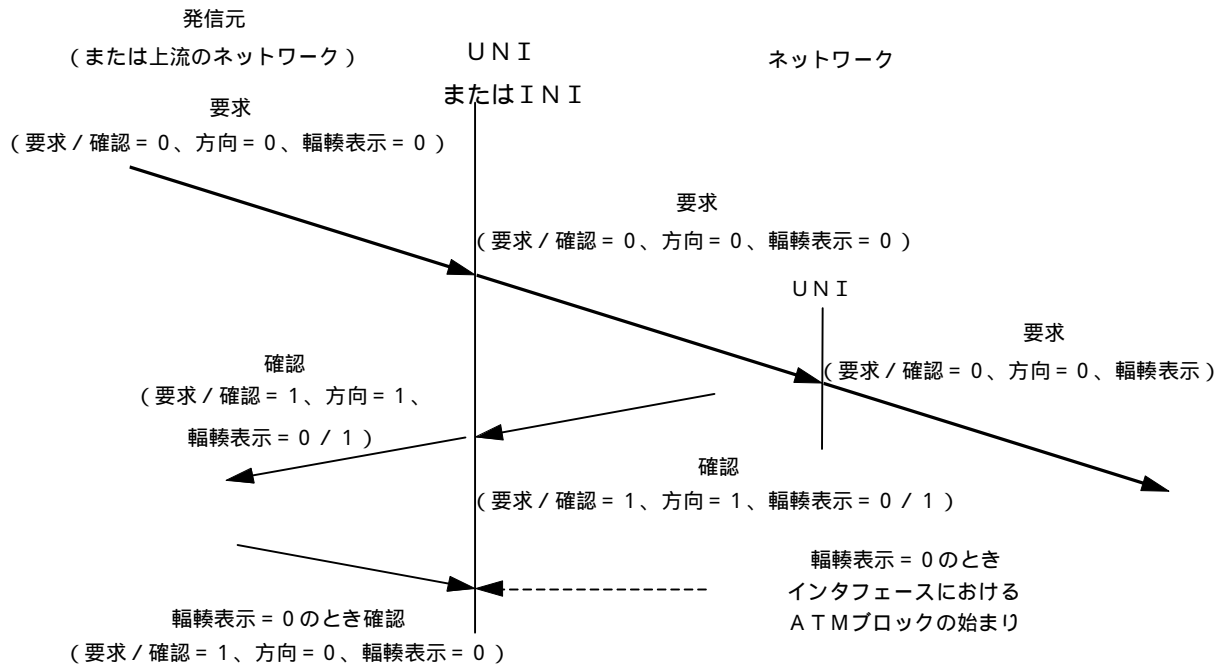 発信元
(または上流のネットワーク)
UNI
またはINI
ネットワーク
要求
(要求/確認=0、方向=0、輻輳表示=0)
要求
(要求/確認=0、方向=0、輻輳表示=0)
UNI
要求
(要求/確認=0、方向=0、輻輳表示)
確認
(要求/確認=1、方向=1、
輻輳表示=0/1)
確認
(要求/確認=1、方向=1、輻輳表示=0/1)
輻輳表示=0のとき
インタフェースにおける
ATMブロックの始まり
輻輳表示=0のとき確認
(要求/確認=1、方向=0、輻輳表示=0)